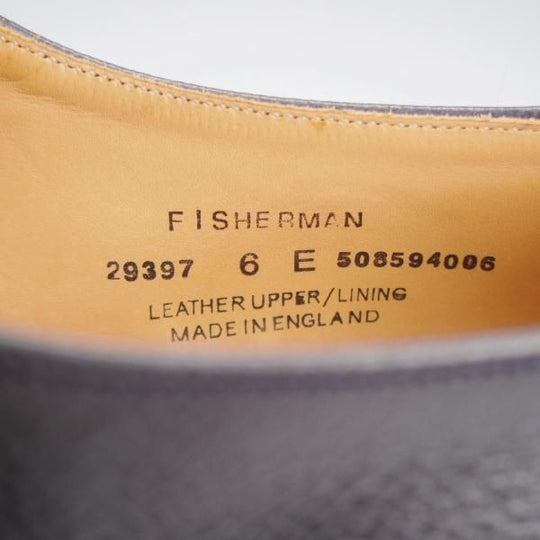 FISHERMAN
29397 6 E 508594006
LEATHER UPPER/LINING
MADE IN ENGLAND